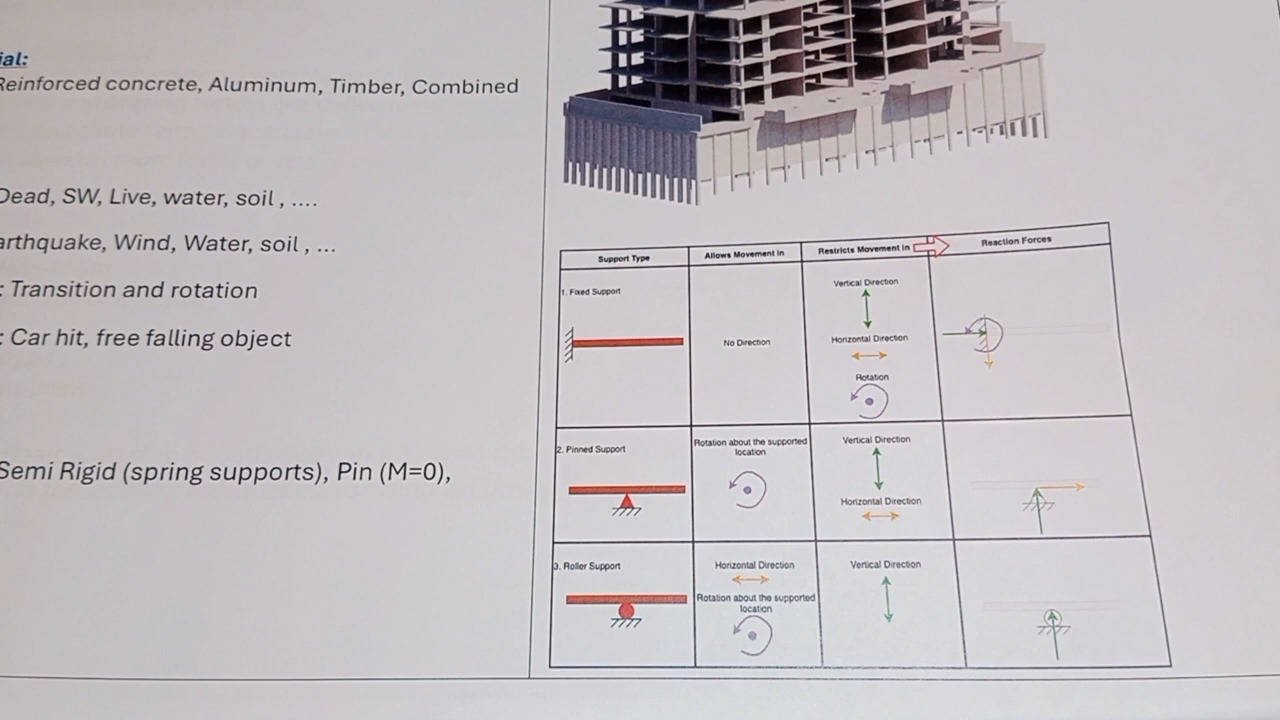 ial:
Reinforced concrete, Aluminum, Timber, Combined
Dead, SW, Live, water, soil , ....
arthquake, Wind, Water, soil , ...
: Transition and rotation
: Car hit, free falling object
Semi Rigid (spring supports), Pin (M=0),
Support Type
Allows Movement in
Restricts Movement in
Reaction Forces
1. Fixed Support
No Direction
Vertical Direction
Horizontal Direction
Rotation
2. Pinned Support
Rotation about the supported
location
Vertical Direction
Horizontal Direction
3. Roller Support
Horizontal Direction
Rotation about the supported
location
Vertical Direction